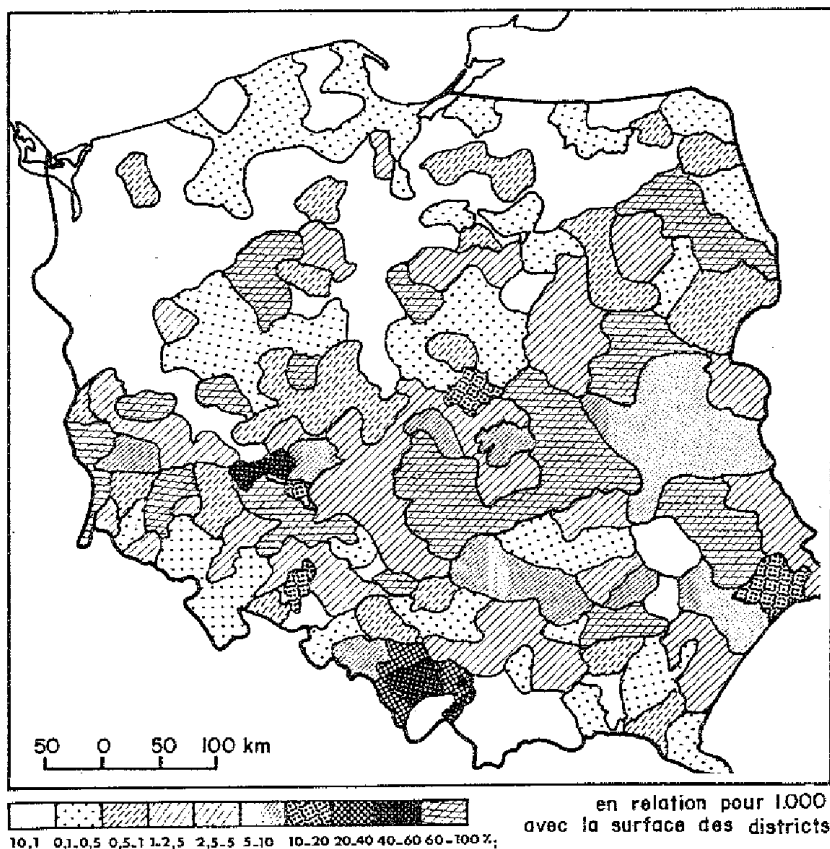 50 0 50 100 km
en relation pour 1.000
avec la surface des districts
10,1 0,1-0,5 0,5-1 1-2,5 2,5-5 5-10 10-20 20-40 40-60 60-100%;